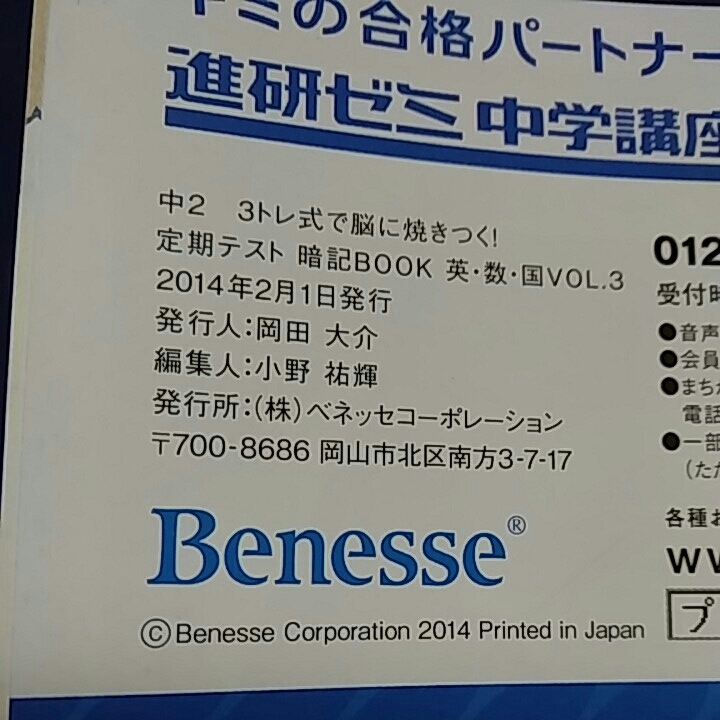 キミの合格パートナー
進研ゼミ 中学講座
中2 3トレ式で脳に焼きつく!
定期テスト 暗記BOOK 英・数・国VOL.3
2014年2月1日発行
発行人:岡田 大介
編集人:小野 祐輝
発行所:(株)ベネッセコーポレーション
〒700-8686 岡山市北区南方3-7-17
Benesse®
©Benesse Corporation 2014 Printed in Japan
012
受付時
●音声
●会員
●まちが
電話
●一部
(ただ
各種お
WW
プ